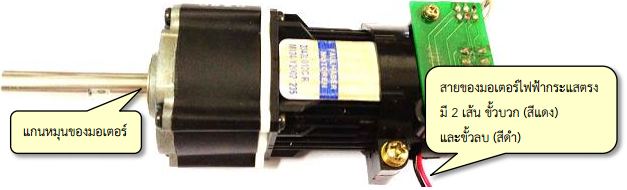 แกนหมุนของมอเตอร์
สายของมอเตอร์ไฟฟ้ากระแสตรง
มี 2 เส้น ขั้วบวก (สีแดง)
และขั้วลบ (สีดำ)